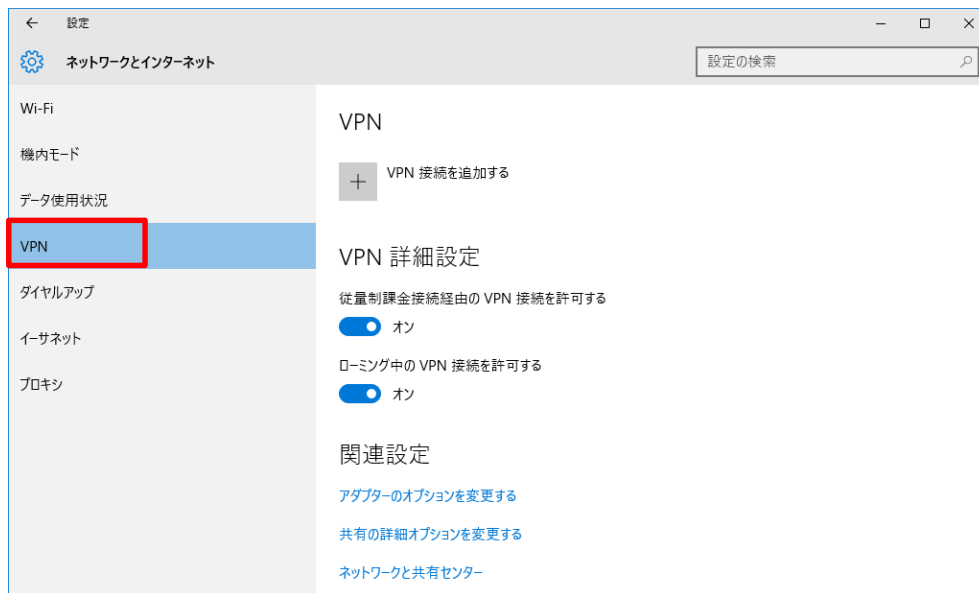 設定
ネットワークとインターネット
設定の検索
Wi-Fi
機内モード
データ使用状況
VPN
ダイヤルアップ
イーサネット
プロキシ
VPN
VPN 接続を追加する
VPN 詳細設定
従量制課金接続経由の VPN 接続を許可する
オン
ローミング中の VPN 接続を許可する
オン
関連設定
アダプターのオプションを変更する
共有の詳細オプションを変更する
ネットワークと共有センター